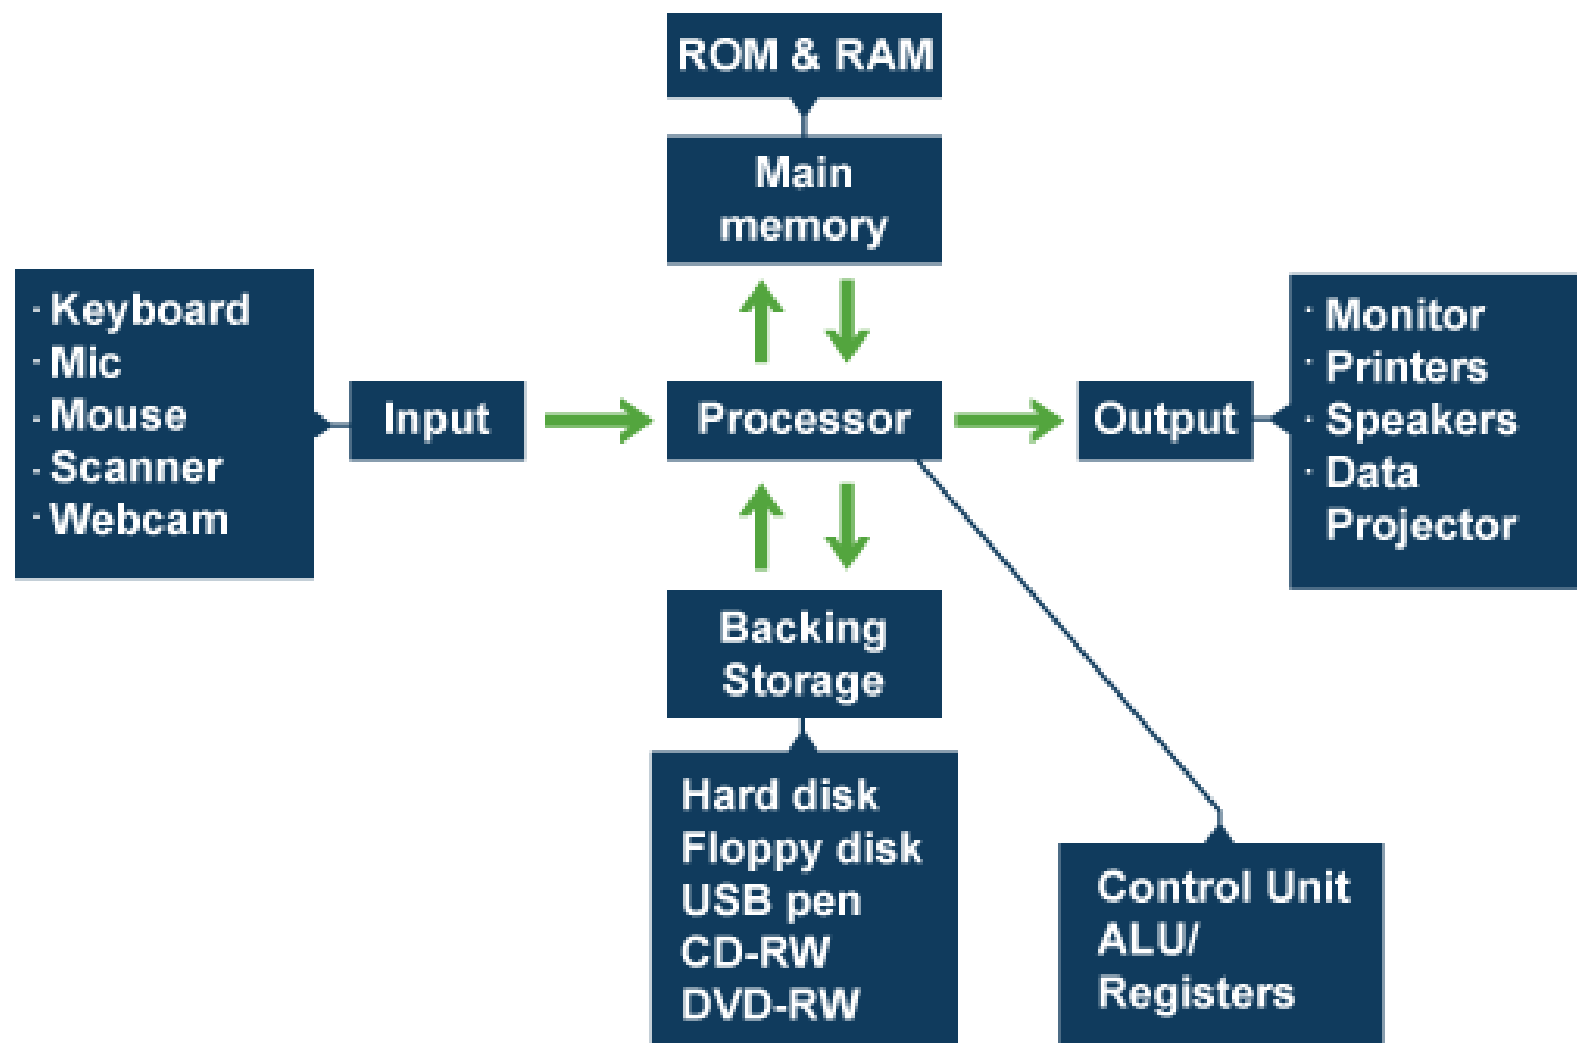 ROM & RAM
Main
memory
· Keyboard
· Mic
· Mouse
· Scanner
· Webcam
Input
Processor
Output
· Monitor
· Printers
· Speakers
· Data
Projector
Backing
Storage
Hard disk
Floppy disk
USB pen
CD-RW
DVD-RW
Control Unit
ALU/
Registers